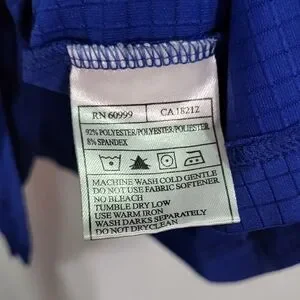 RN 60999 CA 18212
92% POLYESTER/POLYESTER/POLIESTER
8% SPANDEX
MACHINE WASH COLD GENTLE
DO NOT USE FABRIC SOFTENER
NO BLEACH
TUMBLE DRY LOW
USE WARM IRON
WASH DARKS SEPARATELY
DO NOT DRYCLEAN